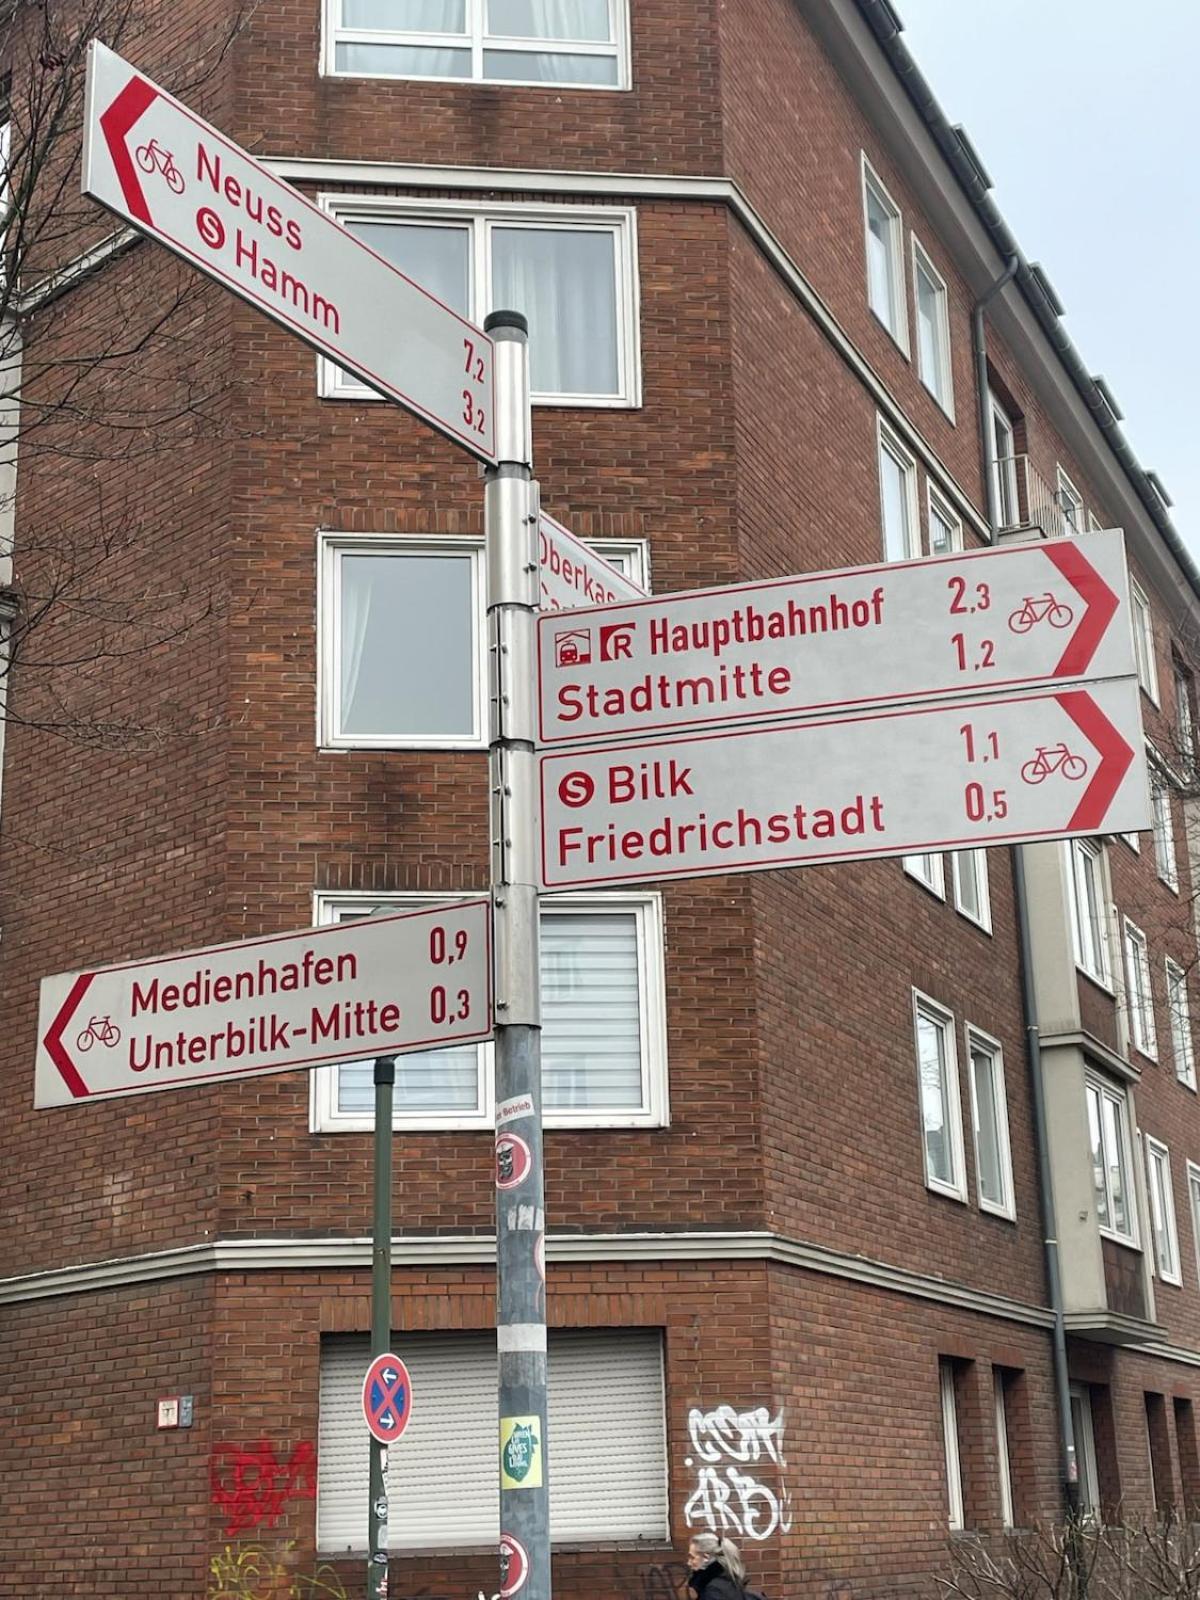 Neuss 7,2
S Hamm 3,2
R Hauptbahnhof 2,3
Stadtmitte 1,2
S Bilk 1,1
Friedrichstadt 0,5
Medienhafen 0,9
Unterbilk-Mitte 0,3
Betrieb